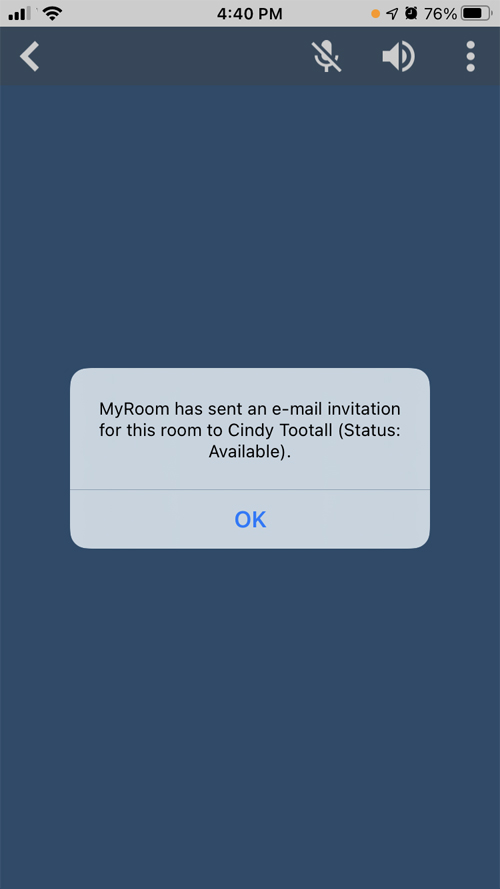 4:40 PM 76%
MyRoom has sent an e-mail invitation
for this room to Cindy Tootall (Status:
Available).
OK